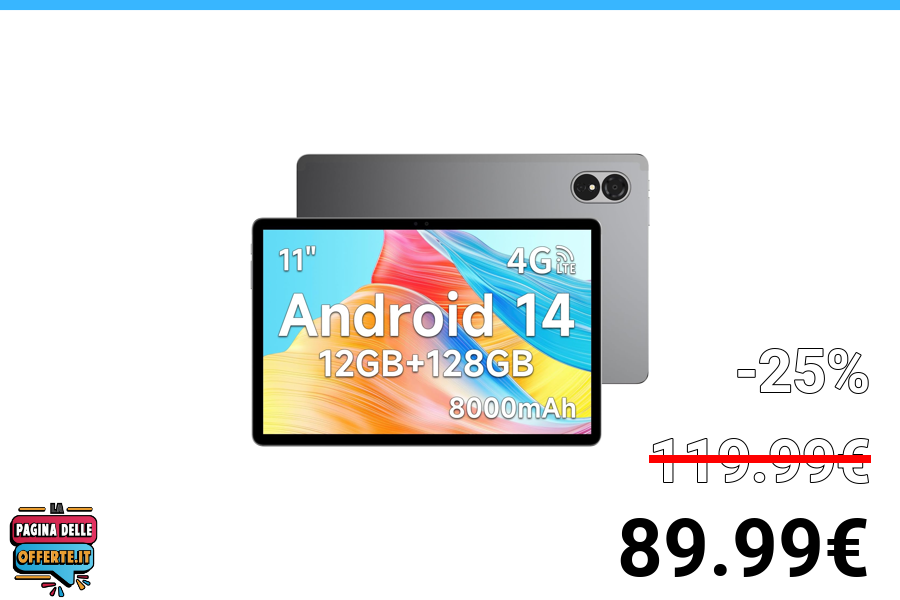 11" 4G LTE
Android 14
12GB+128GB
8000mAh
-25%
119.99€
89.99€
LA
PAGINA DELLE
OFFERTE.IT